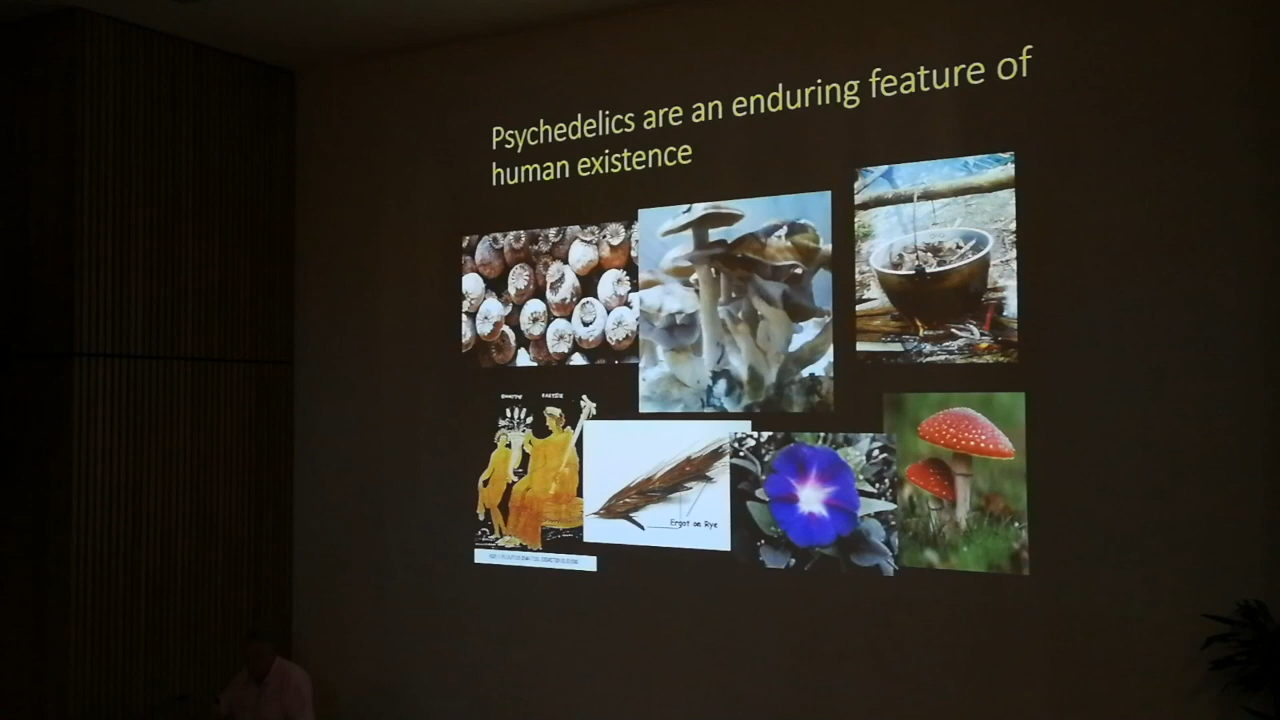 Psychedelics are an enduring feature of
human existence
Ergot on Rye